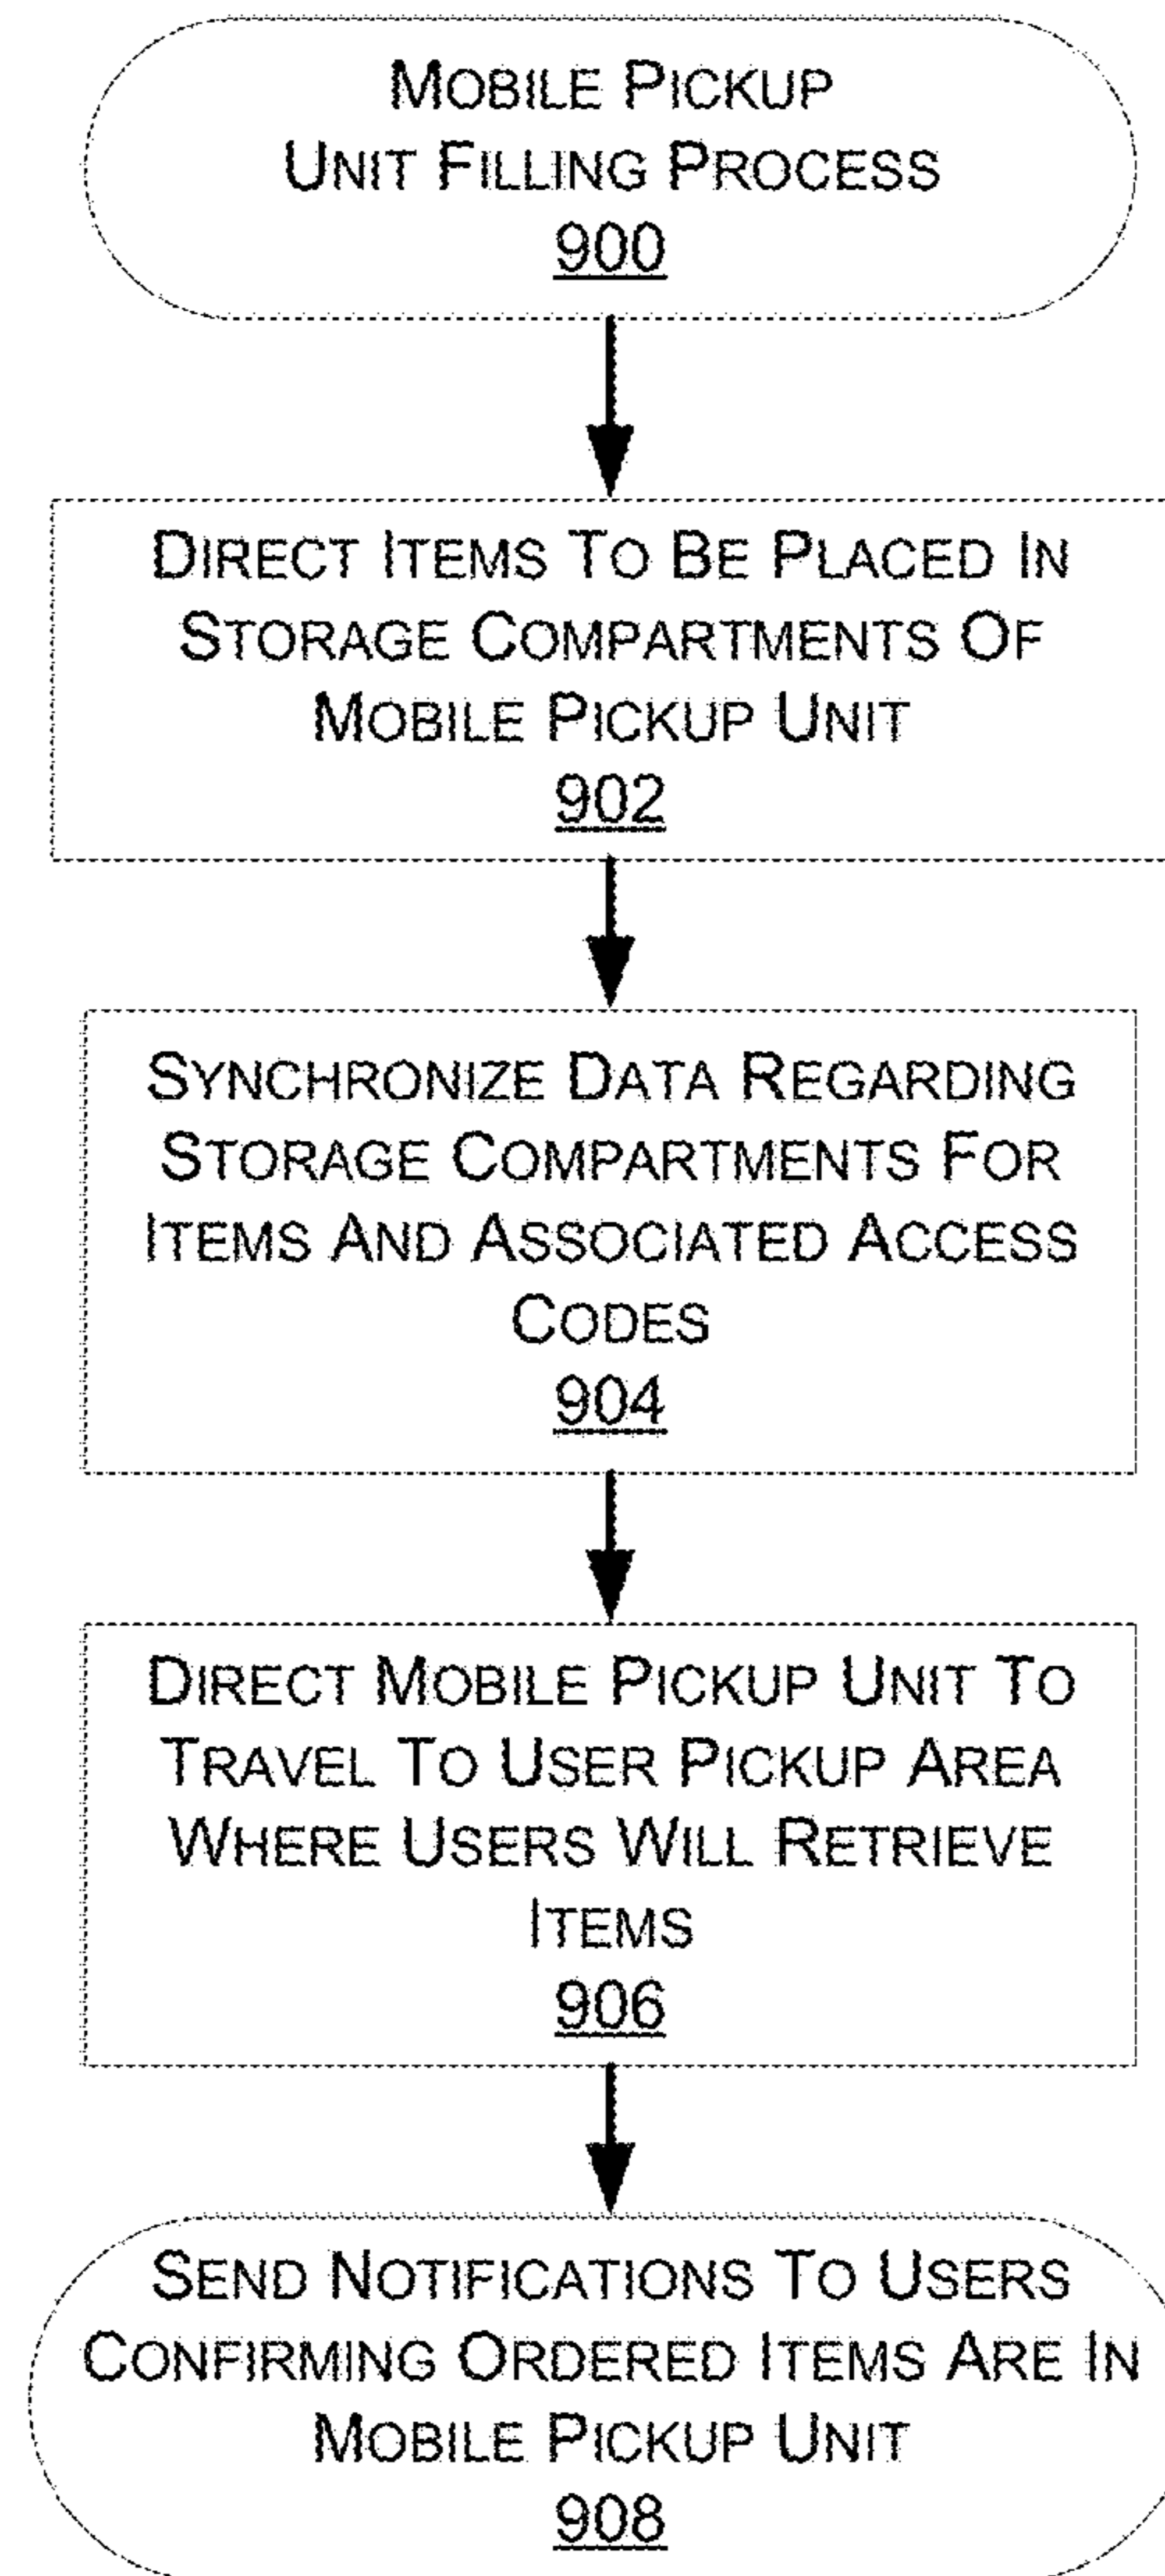 MOBILE PICKUP
UNIT FILLING PROCESS
900
DIRECT ITEMS TO BE PLACED IN
STORAGE COMPARTMENTS OF
MOBILE PICKUP UNIT
902
SYNCHRONIZE DATA REGARDING
STORAGE COMPARTMENTS FOR
ITEMS AND ASSOCIATED ACCESS
CODES
904
DIRECT MOBILE PICKUP UNIT TO
TRAVEL TO USER PICKUP AREA
WHERE USERS WILL RETRIEVE
ITEMS
906
SEND NOTIFICATIONS TO USERS
CONFIRMING ORDERED ITEMS ARE IN
MOBILE PICKUP UNIT
908